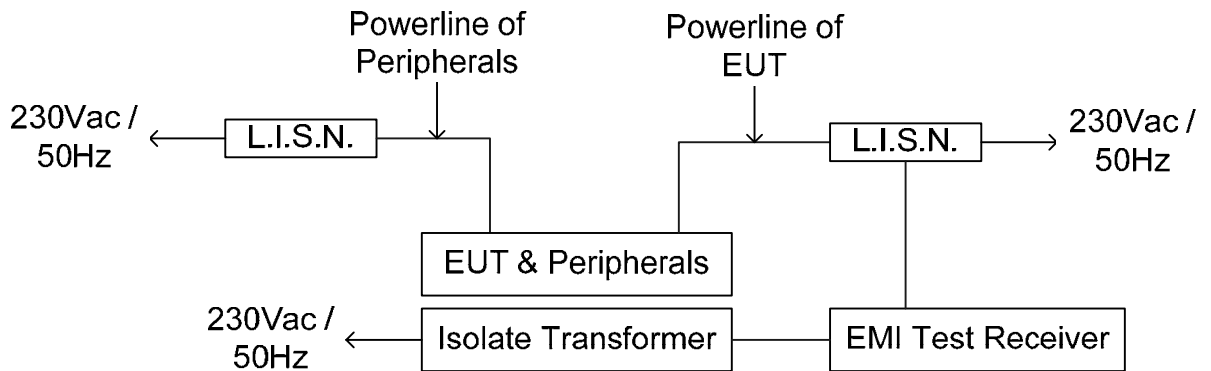 Powerline of
Peripherals
Powerline of
EUT
230Vac /
50Hz
L.I.S.N.
L.I.S.N.
230Vac /
50Hz
EUT & Peripherals
230Vac /
50Hz
Isolate Transformer
EMI Test Receiver